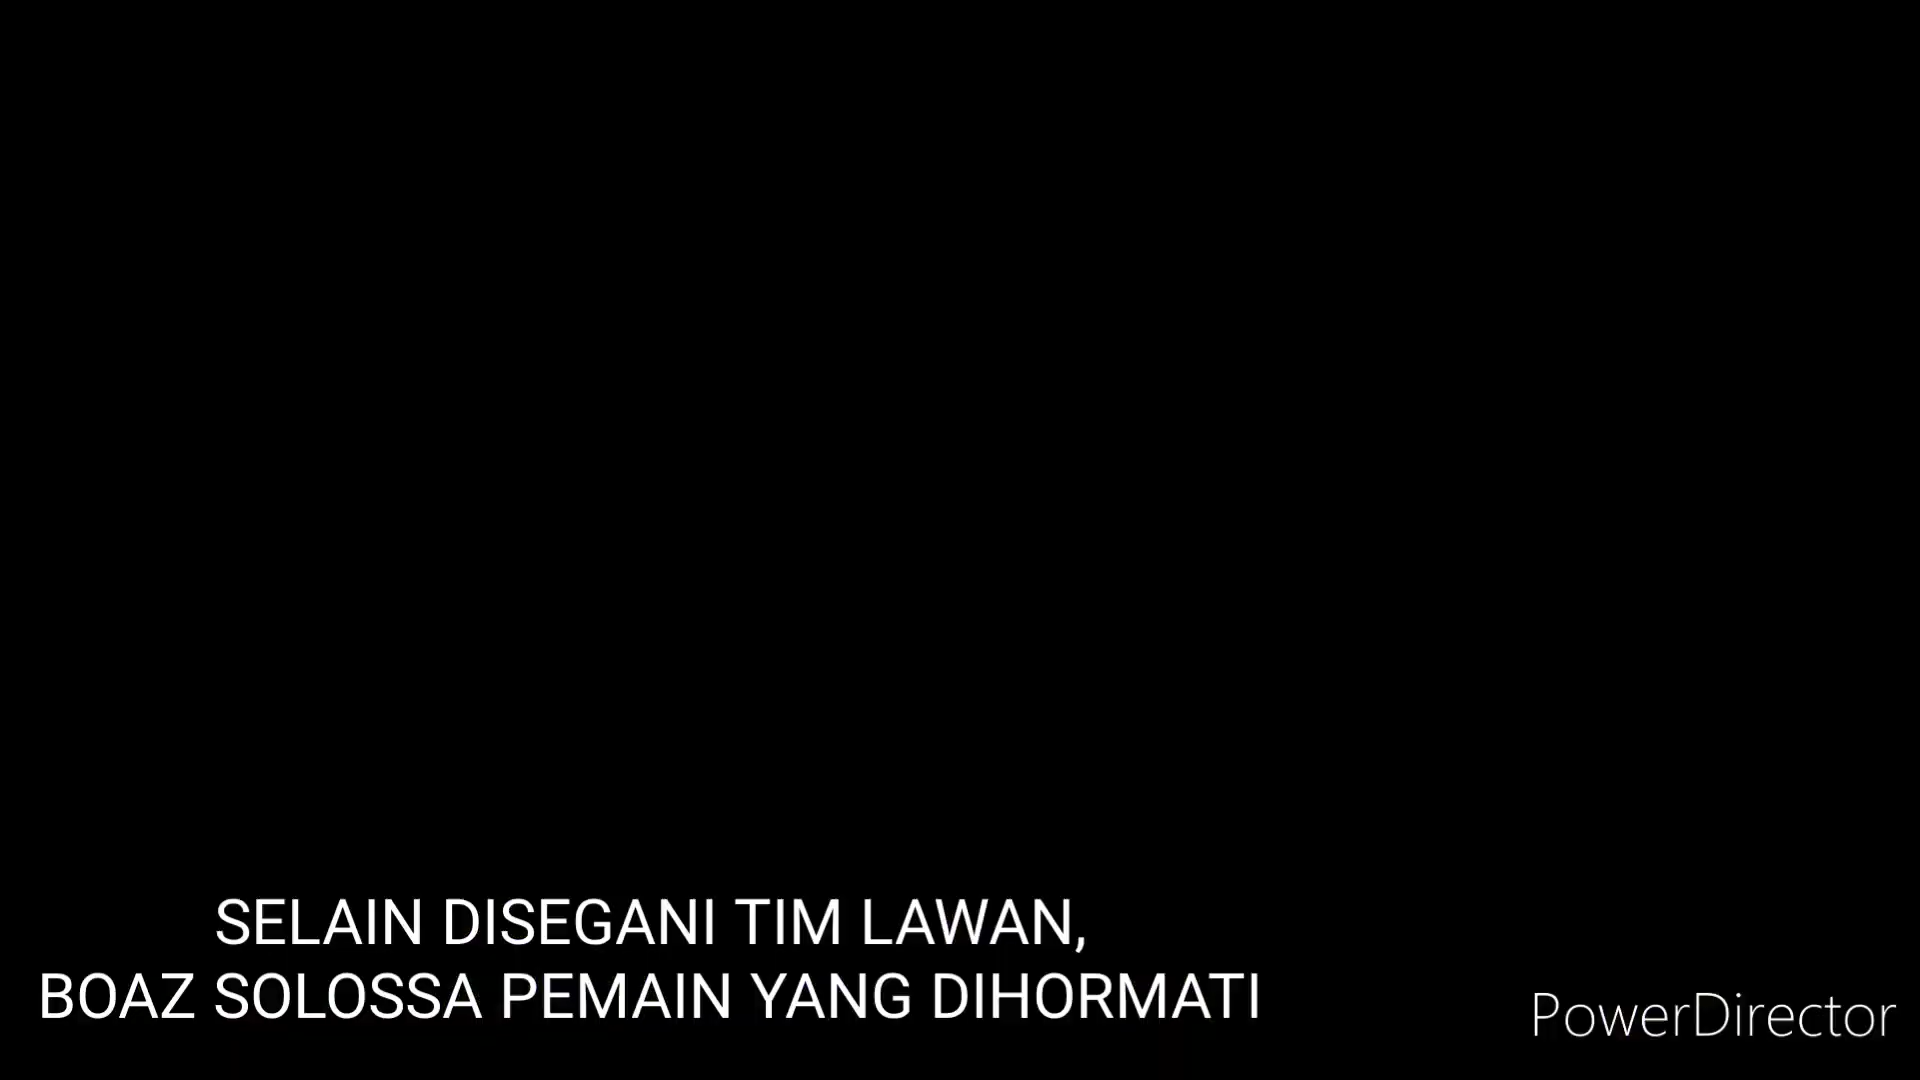 SELAIN DISEGANI TIM LAWAN,
BOAZ SOLOSSA PEMAIN YANG DIHORMATI
PowerDirector